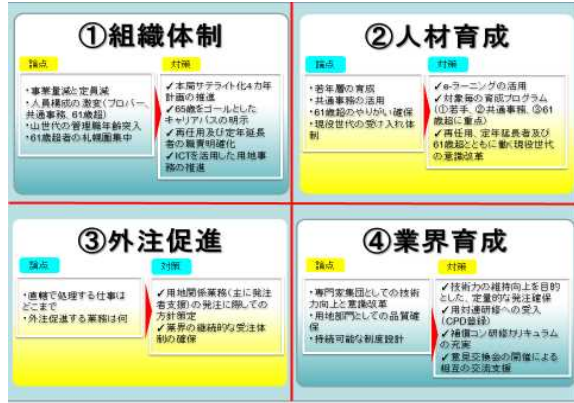 ①組織体制
論点
対策
・事業量減と定員減
・人員構成の激変(プロパー、
共通事務、61歳超)
・山世代の管理職年齢突入
・61歳超者の札幌圏集中
✓本局サテライト化4カ年
計画の推進
✓65歳をゴールとした
キャリアパスの明示
✓再任用及び定年延長
者の職責明確化
✓ICTを活用した用地事
務の推進
②人材育成
論点
対策
・若年層の育成
・共通事務の活用
・61歳超のやりがい確保
・現役世代の受け入れ体
制
✓e-ラーニングの活用
✓対象毎の育成プログラム
(①若手、②共通事務、③61
歳超に重点)
✓再任用、定年延長者及び
61歳超とともに働く現役世代
の意識改革
③外注促進
論点
対策
・直轄で処理する仕事は
どこまで
・外注促進する業務は何
✓用地関係業務(主に発注
者支援)の発注に際しての
方針策定
✓業界の継続的な受注体
制の確保
④業界育成
論点
対策
・専門家集団としての技術
力向上と意識改革
・用地部門としての品質確
保
・持続可能な制度設計
✓技術力の維持向上を目的
とした、定量的な発注確保
✓用対連研修への受入
(CPD登録)
✓補償コン研修カリキュラム
の充実
✓意見交換会の開催による
相互の交流支援